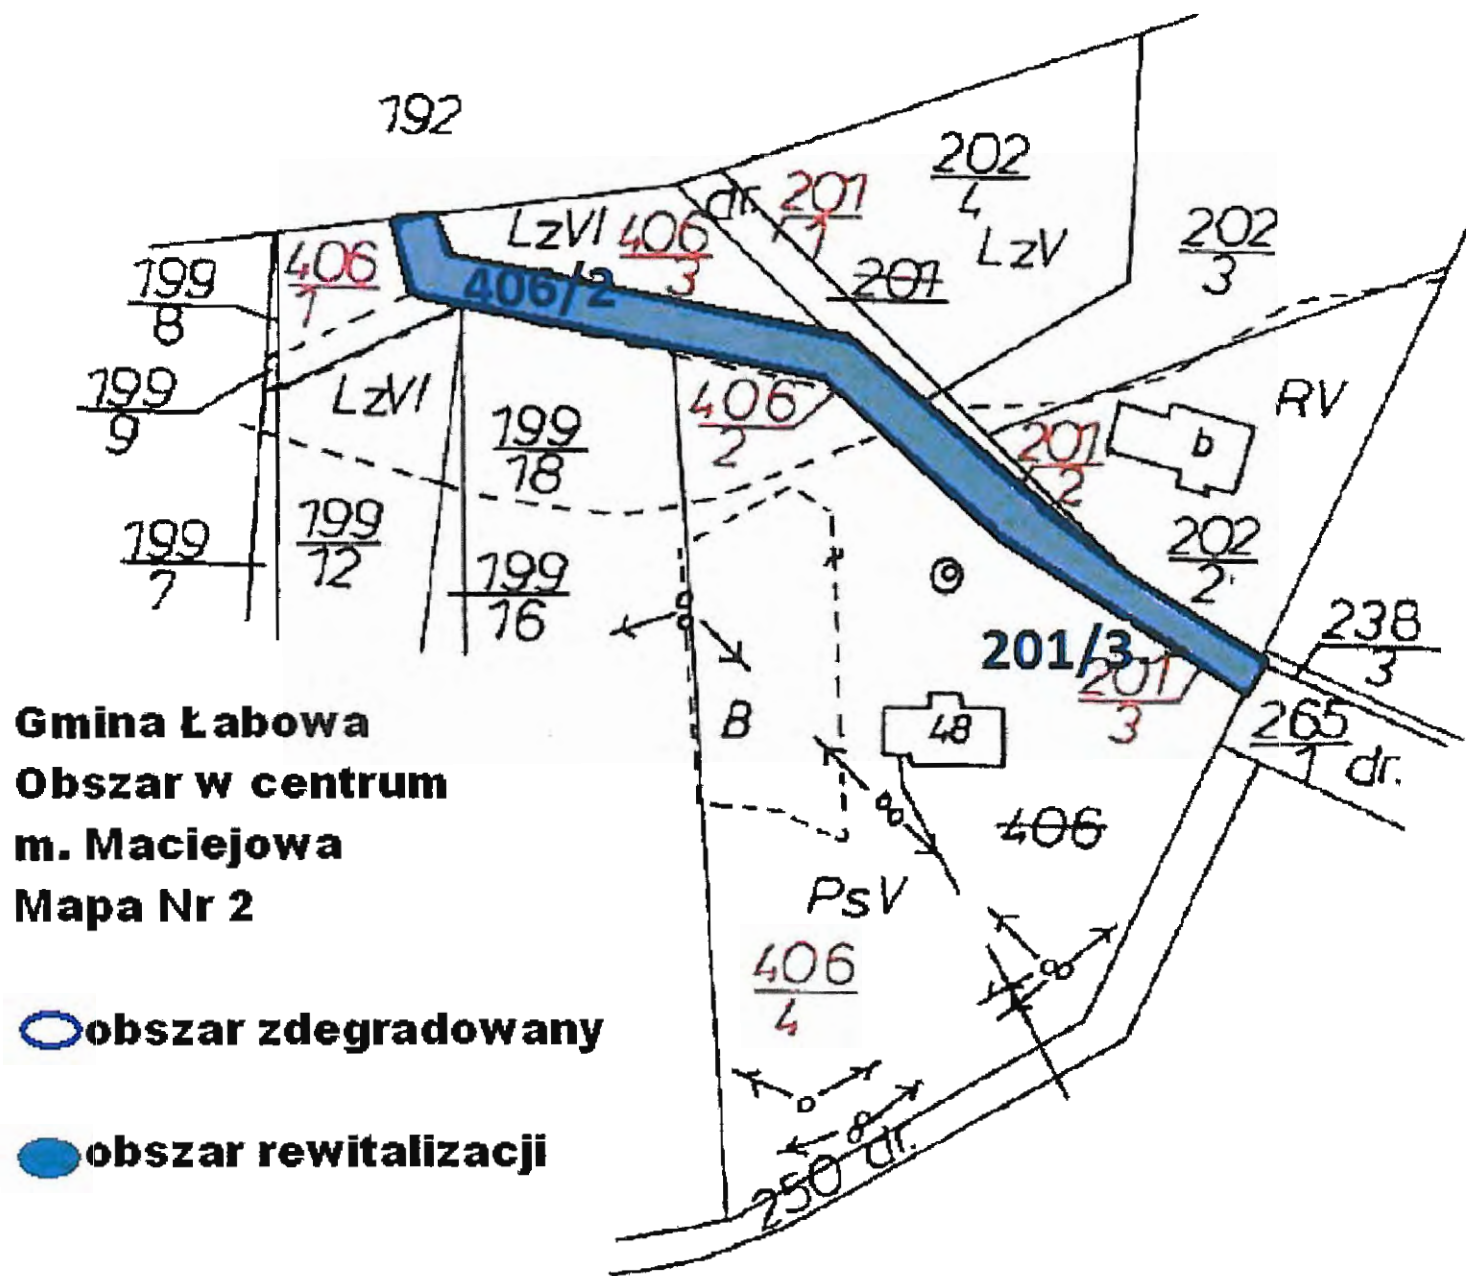 192
202
4
201
1
dr.
LzVI
406
3
LzV
202
3
201
406
1
199
8
406/2
199
9
LzVI
406
2
RV
199
18
201
2
b
199
12
199
16
199
7
202
2
201/3
201
3
238
3
B
48
265
1
dr.
Gmina Łabowa
Obszar w centrum
m. Maciejowa
Mapa Nr 2
406
PsV
406
4
obszar zdegradowany
obszar rewitalizacji
250 dr.